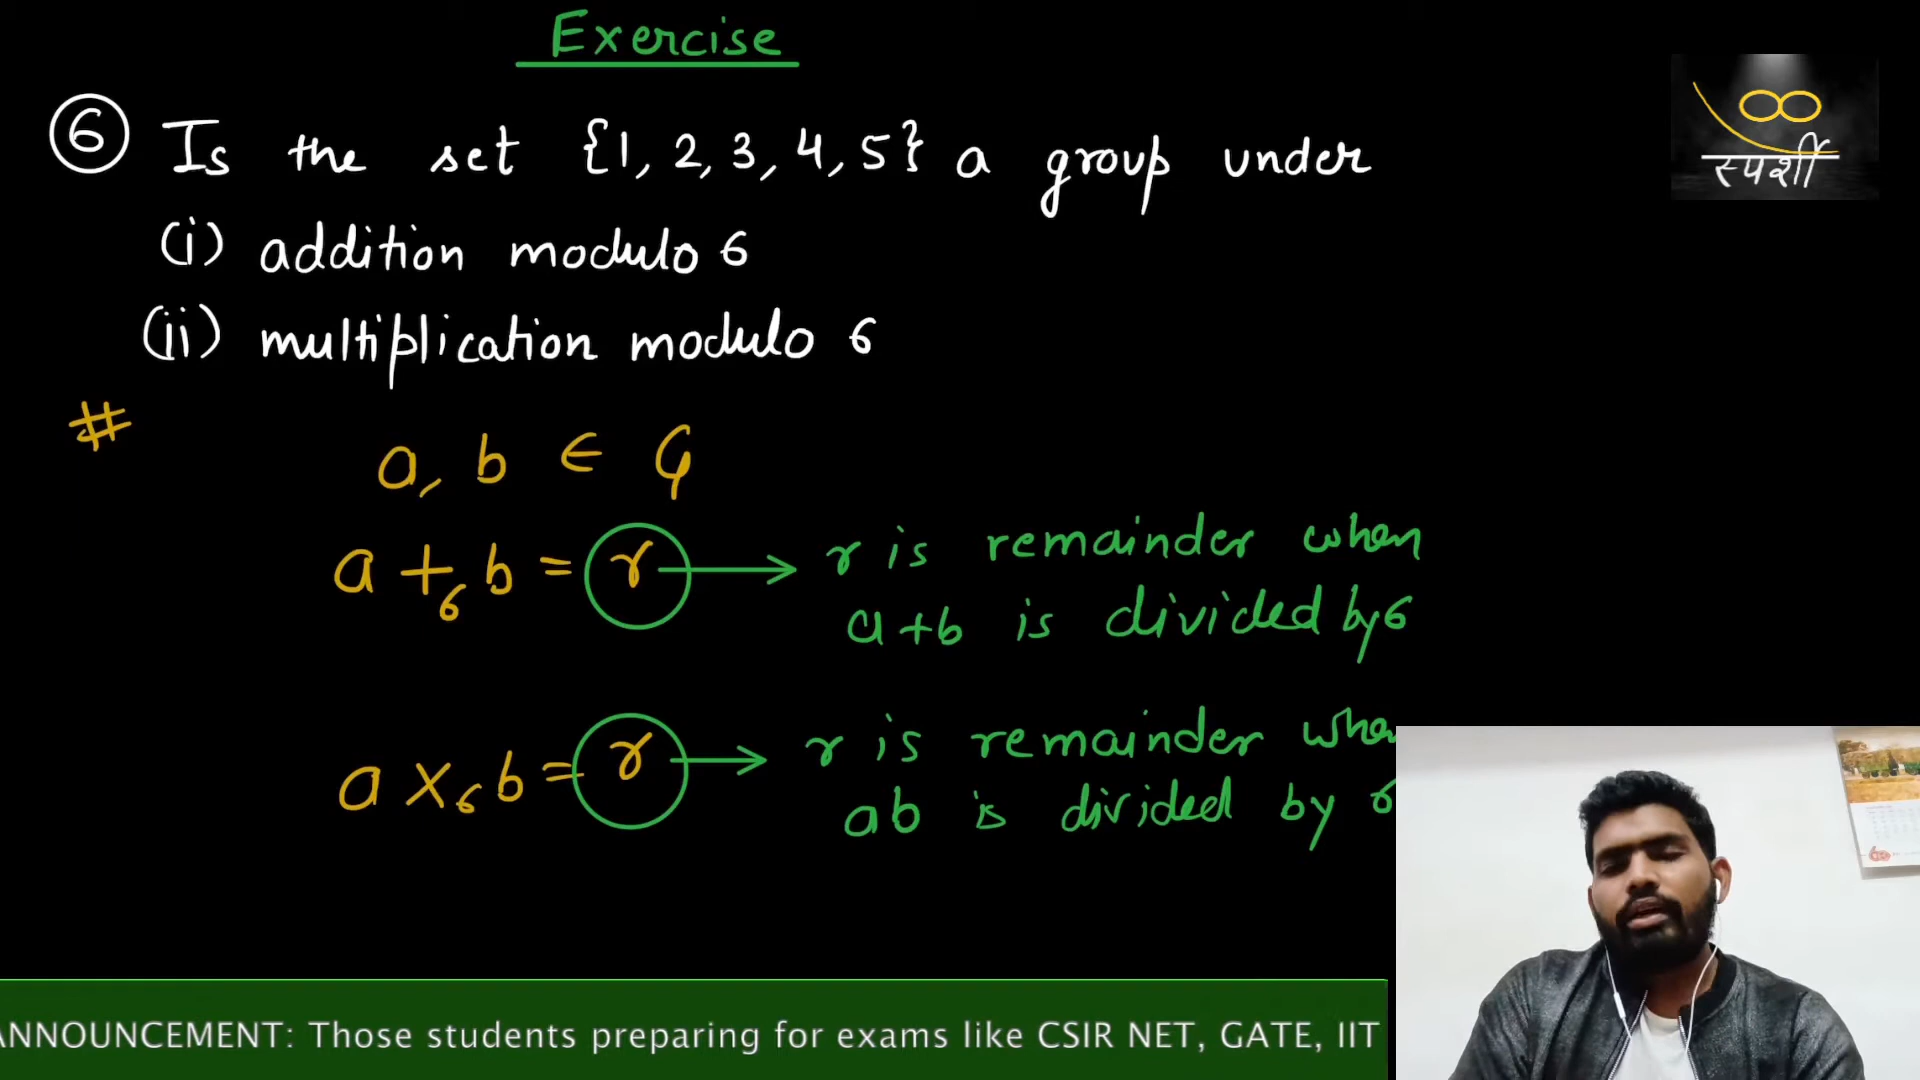 Exercise
⑥ Is the set {1, 2, 3, 4, 5} a group under
(i) addition modulo 6
(ii) multiplication modulo 6
#
a, b ∈ G
a +₆ b = r → r is remainder when
a+b is divided by 6
a ×₆ b = r → r is remainder when
ab is divided by 6
ANNOUNCEMENT: Those students preparing for exams like CSIR NET, GATE, IIT
∞
स्पर्शी